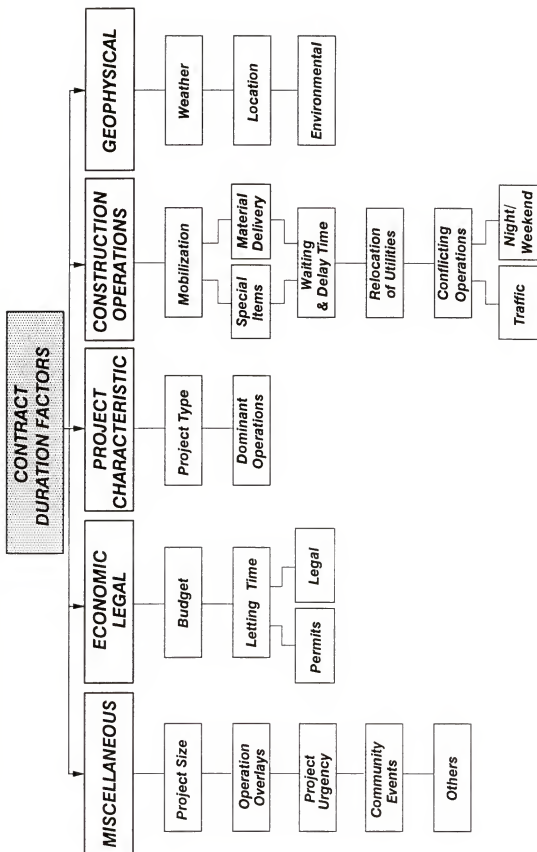 CONTRACT
DURATION FACTORS
MISCELLANEOUS
Project Size
Operation
Overlays
Project
Urgency
Community
Events
Others
ECONOMIC
LEGAL
Budget
Letting Time
Permits
Legal
PROJECT
CHARACTERISTIC
Project Type
Dominant
Operations
CONSTRUCTION
OPERATIONS
Mobilization
Special
Items
Material
Delivery
Waiting
& Delay Time
Relocation
of Utilities
Conflicting
Operations
Traffic
Night/
Weekend
GEOPHYSICAL
Weather
Location
Environmental